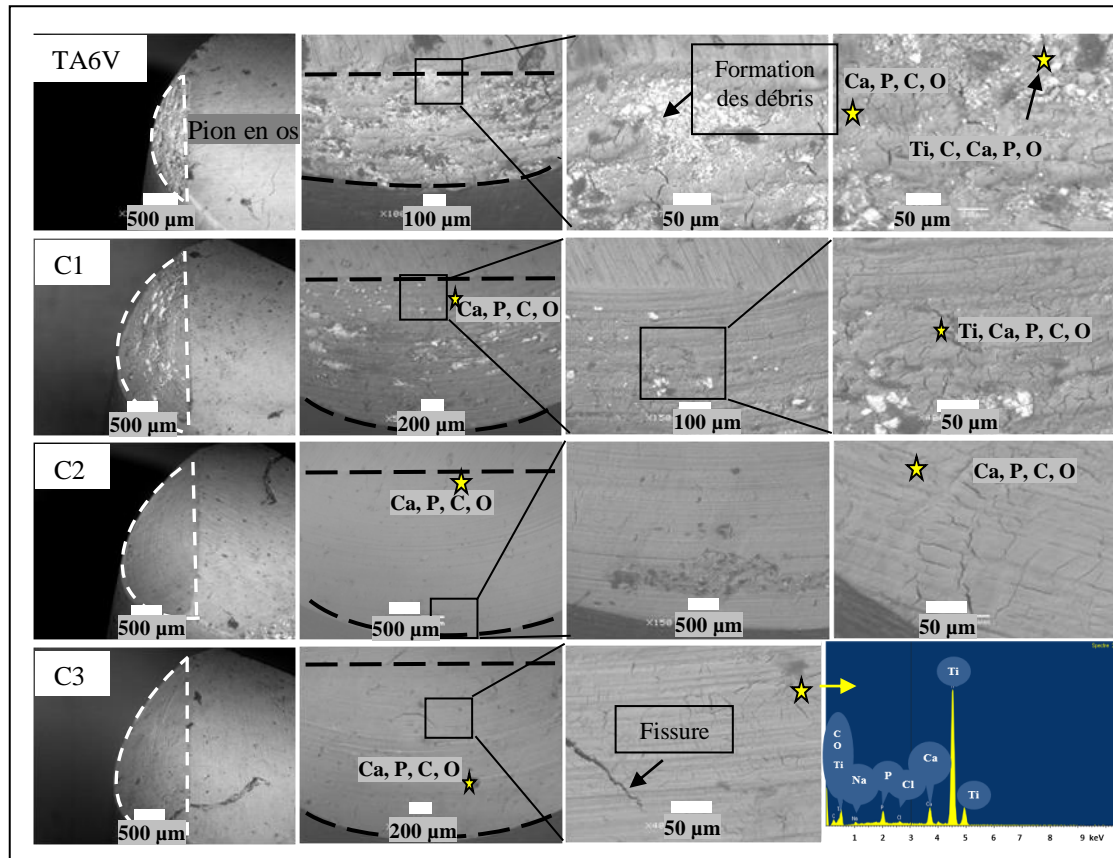 TA6V
Pion en os
500 µm
X100
100 µm
Formation
des débris
50 µm
Ca, P, C, O
Ti, C, Ca, P, O
50 µm
C1
500 µm
Ca, P, C, O
200 µm
X150
100 µm
Ti, Ca, P, C, O
50 µm
C2
500 µm
Ca, P, C, O
500 µm
X150
500 µm
Ca, P, C, O
50 µm
C3
500 µm
Ca, P, C, O
200 µm
Fissure
50 µm
Ti
C
O
Ti
Na
P
Cl
Ca
Ti
1 2 3 4 5 6 7 8 9 keV